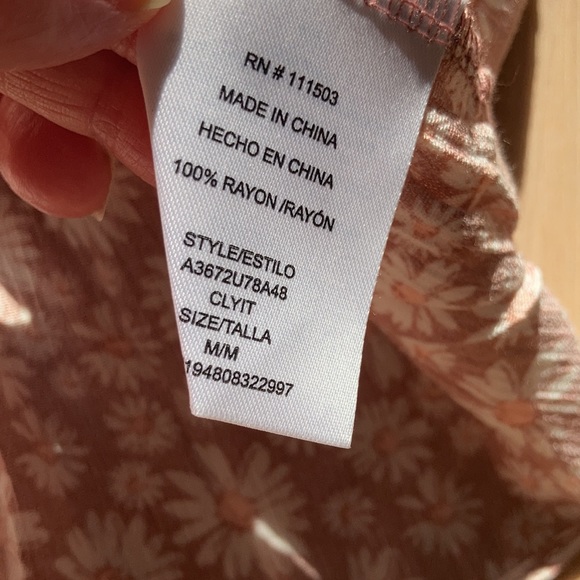 RN # 111503
MADE IN CHINA
HECHO EN CHINA
100% RAYON /RAYÓN
STYLE/ESTILO
A3672U78A48
CLYIT
SIZE/TALLA
M/M
194808322997